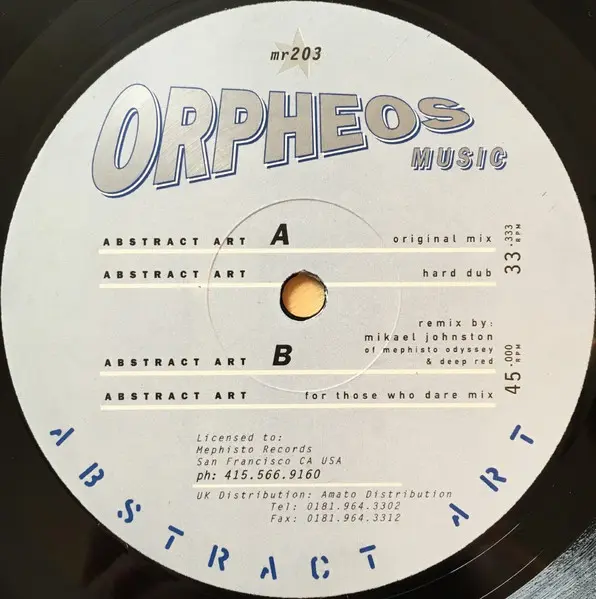 mr203
ORPHEOS
MUSIC
ABSTRACT ART A original mix
ABSTRACT ART hard dub
33.333 RPM
remix by:
mikael johnston
of mephisto odyssey
& deep red
ABSTRACT ART B
ABSTRACT ART for those who dare mix
45.000 RPM
Licensed to:
Mephisto Records
San Francisco CA USA
ph: 415.566.9160
UK Distribution: Amato Distribution
Tel: 0181.964.3302
Fax: 0181.964.3312
ABSTRACT ART